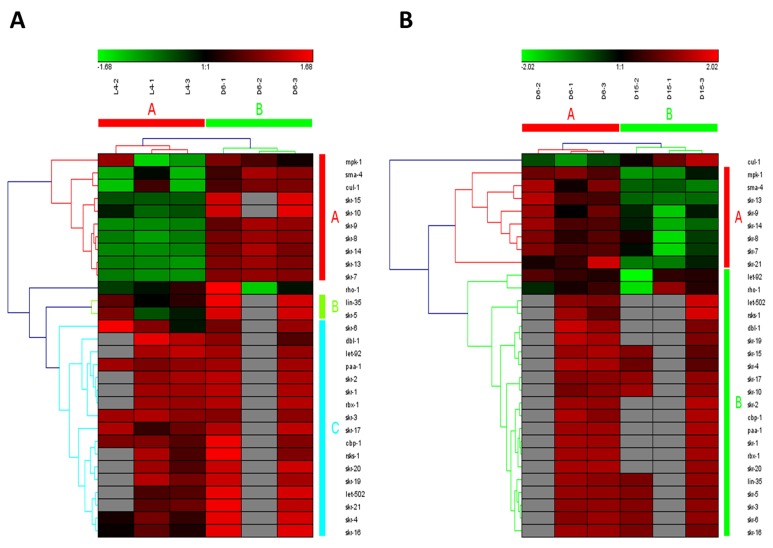 A
B
-1.68 1:1 1.68
L4-2 L4-1 L4-3 D6-1 D6-2 D6-3
A B
mpk-1
sma-4
cul-1
skr-15
skr-10
skr-9
skr-8
skr-14
skr-13
skr-7
rho-1
lin-35
skr-5
skr-6
dbl-1
let-92
paa-1
skr-2
skr-1
rbx-1
skr-3
skr-17
cbp-1
nsks-1
skr-20
skr-19
let-502
skr-21
skr-4
skr-16
A
B
C
-2.02 1:1 2.02
D6-2 D6-1 D6-3 D15-2 D15-1 D15-3
A B
cul-1
mpk-1
sma-4
skr-13
skr-9
skr-14
skr-8
skr-7
skr-21
let-92
rho-1
let-502
nsks-1
dbl-1
skr-19
skr-15
skr-4
skr-17
skr-10
skr-2
cbp-1
paa-1
skr-1
rbx-1
skr-20
lin-35
skr-5
skr-3
skr-6
skr-16
A
B